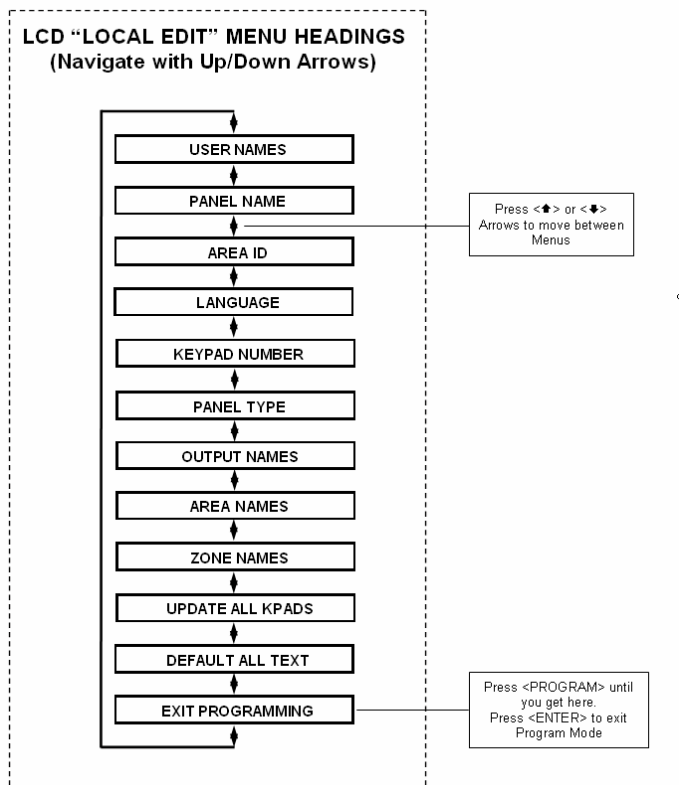 LCD “LOCAL EDIT” MENU HEADINGS
(Navigate with Up/Down Arrows)
USER NAMES
PANEL NAME
Press <🡅> or <🡇>
Arrows to move between
Menus
AREA ID
LANGUAGE
KEYPAD NUMBER
PANEL TYPE
OUTPUT NAMES
AREA NAMES
ZONE NAMES
UPDATE ALL KPADS
DEFAULT ALL TEXT
EXIT PROGRAMMING
Press <PROGRAM> until
you get here.
Press <ENTER> to exit
Program Mode